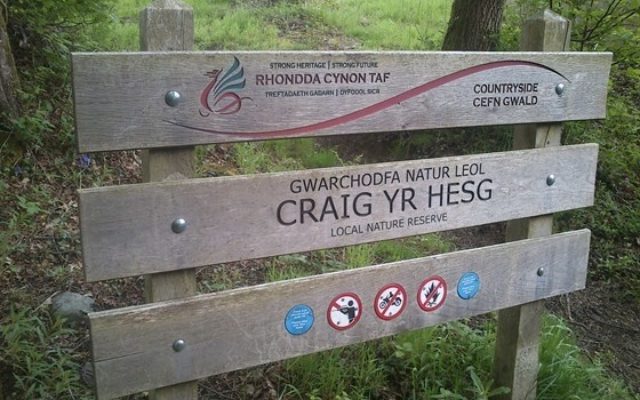 STRONG HERITAGE | STRONG FUTURE
RHONDDA CYNON TAF
TREFTADAETH GADARN | DYFODOL SICR
COUNTRYSIDE
CEFN GWALD
GWARCHODFA NATUR LEOL
CRAIG YR HESG
LOCAL NATURE RESERVE